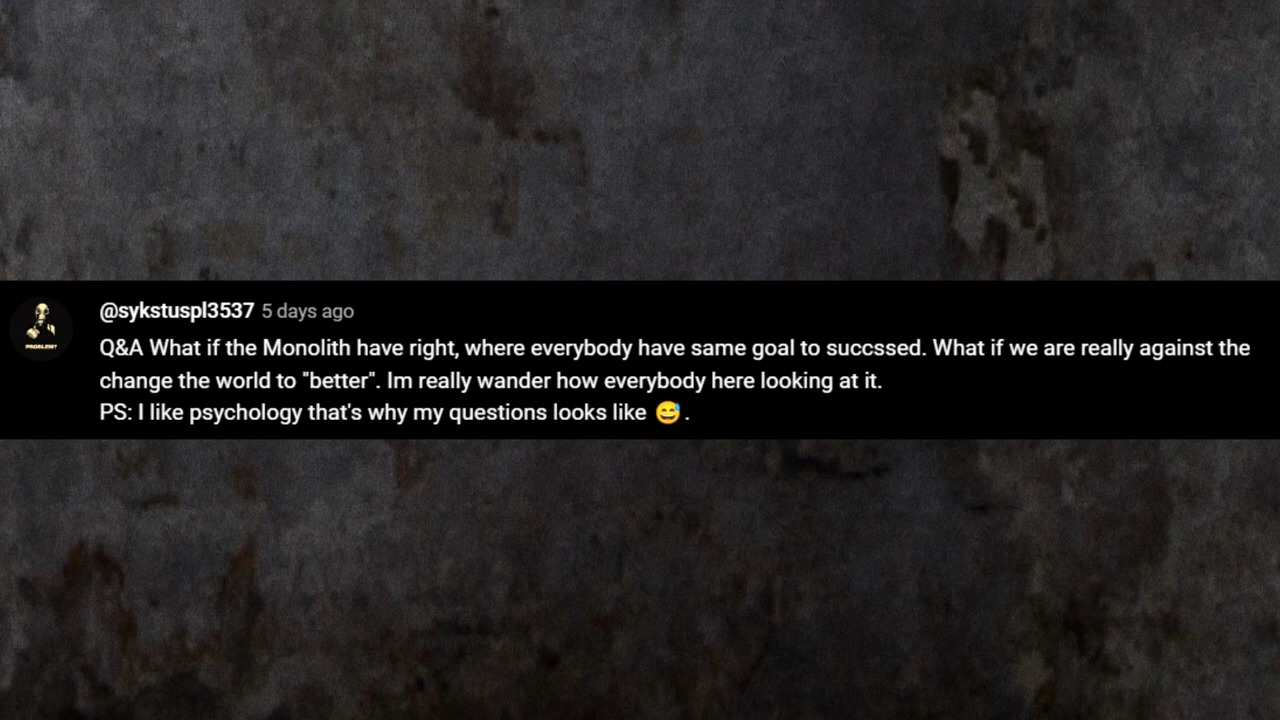 @sykstuspl3537 5 days ago
Q&A What if the Monolith have right, where everybody have same goal to succssed. What if we are really against the
change the world to "better". Im really wander how everybody here looking at it.
PS: I like psychology that's why my questions looks like 😅.
PROBLEM?